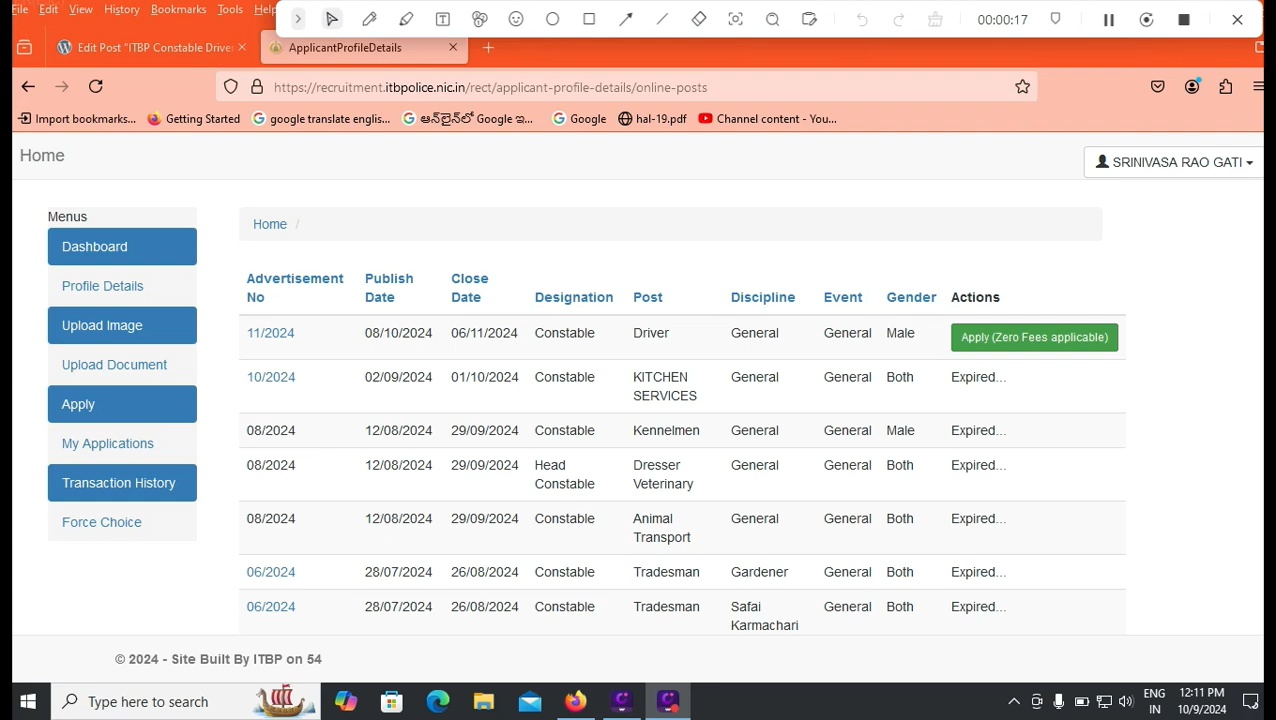 File Edit View History Bookmarks Tools Hel
00:00:17
Edit Post "ITBP Constable Driver
ApplicantProfileDetails
https://recruitment.itbpolice.nic.in/rect/applicant-profile-details/online-posts
Import bookmarks... Getting Started google translate englis... ఆన్‌లైన్‌లో Google ఇ... Google hal-19.pdf Channel content - You...
Home
SRINIVASA RAO GATI
Menus
Dashboard
Profile Details
Upload Image
Upload Document
Apply
My Applications
Transaction History
Force Choice
Home /
Advertisement No Publish Date Close Date Designation Post Discipline Event Gender Actions
11/2024 08/10/2024 06/11/2024 Constable Driver General General Male Apply (Zero Fees applicable)
10/2024 02/09/2024 01/10/2024 Constable KITCHEN SERVICES General General Both Expired...
08/2024 12/08/2024 29/09/2024 Constable Kennelmen General General Male Expired...
08/2024 12/08/2024 29/09/2024 Head Constable Dresser Veterinary General General Both Expired...
08/2024 12/08/2024 29/09/2024 Constable Animal Transport General General Both Expired...
06/2024 28/07/2024 26/08/2024 Constable Tradesman Gardener General Both Expired...
06/2024 28/07/2024 26/08/2024 Constable Tradesman Safai Karmachari General Both Expired...
© 2024 - Site Built By ITBP on 54
Type here to search
ENG
IN
12:11 PM
10/9/2024